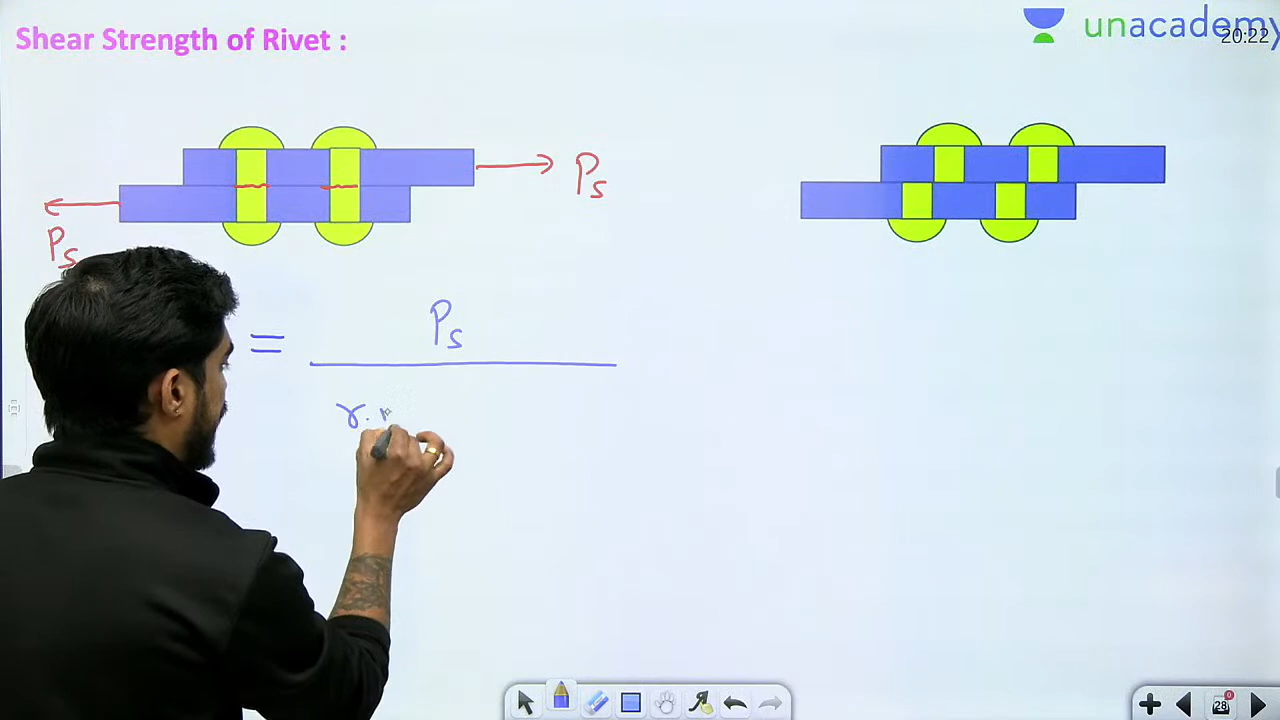 Shear Strength of Rivet :
unacademy
20:22
Ps
Ps
= Ps
r.
28